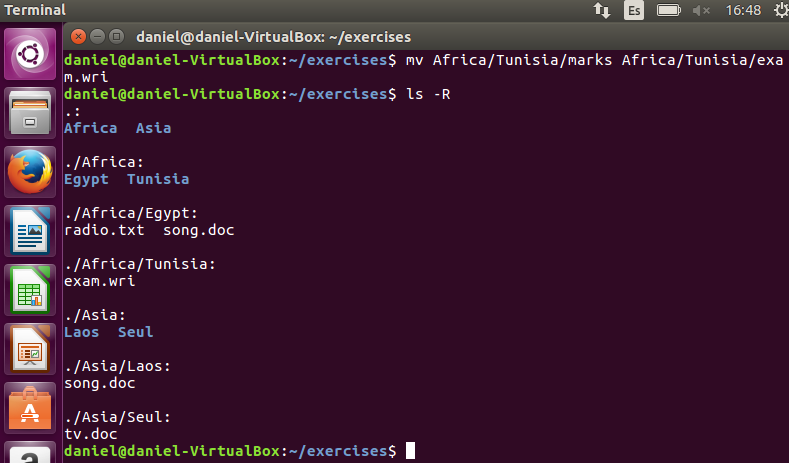 Terminal
Es
16:48
daniel@daniel-VirtualBox: ~/exercises
daniel@daniel-VirtualBox:~/exercises$ mv Africa/Tunisia/marks Africa/Tunisia/exa
m.wri
daniel@daniel-VirtualBox:~/exercises$ ls -R
.:
Africa  Asia
./Africa:
Egypt  Tunisia
./Africa/Egypt:
radio.txt  song.doc
./Africa/Tunisia:
exam.wri
./Asia:
Laos  Seul
./Asia/Laos:
song.doc
./Asia/Seul:
tv.doc
daniel@daniel-VirtualBox:~/exercises$